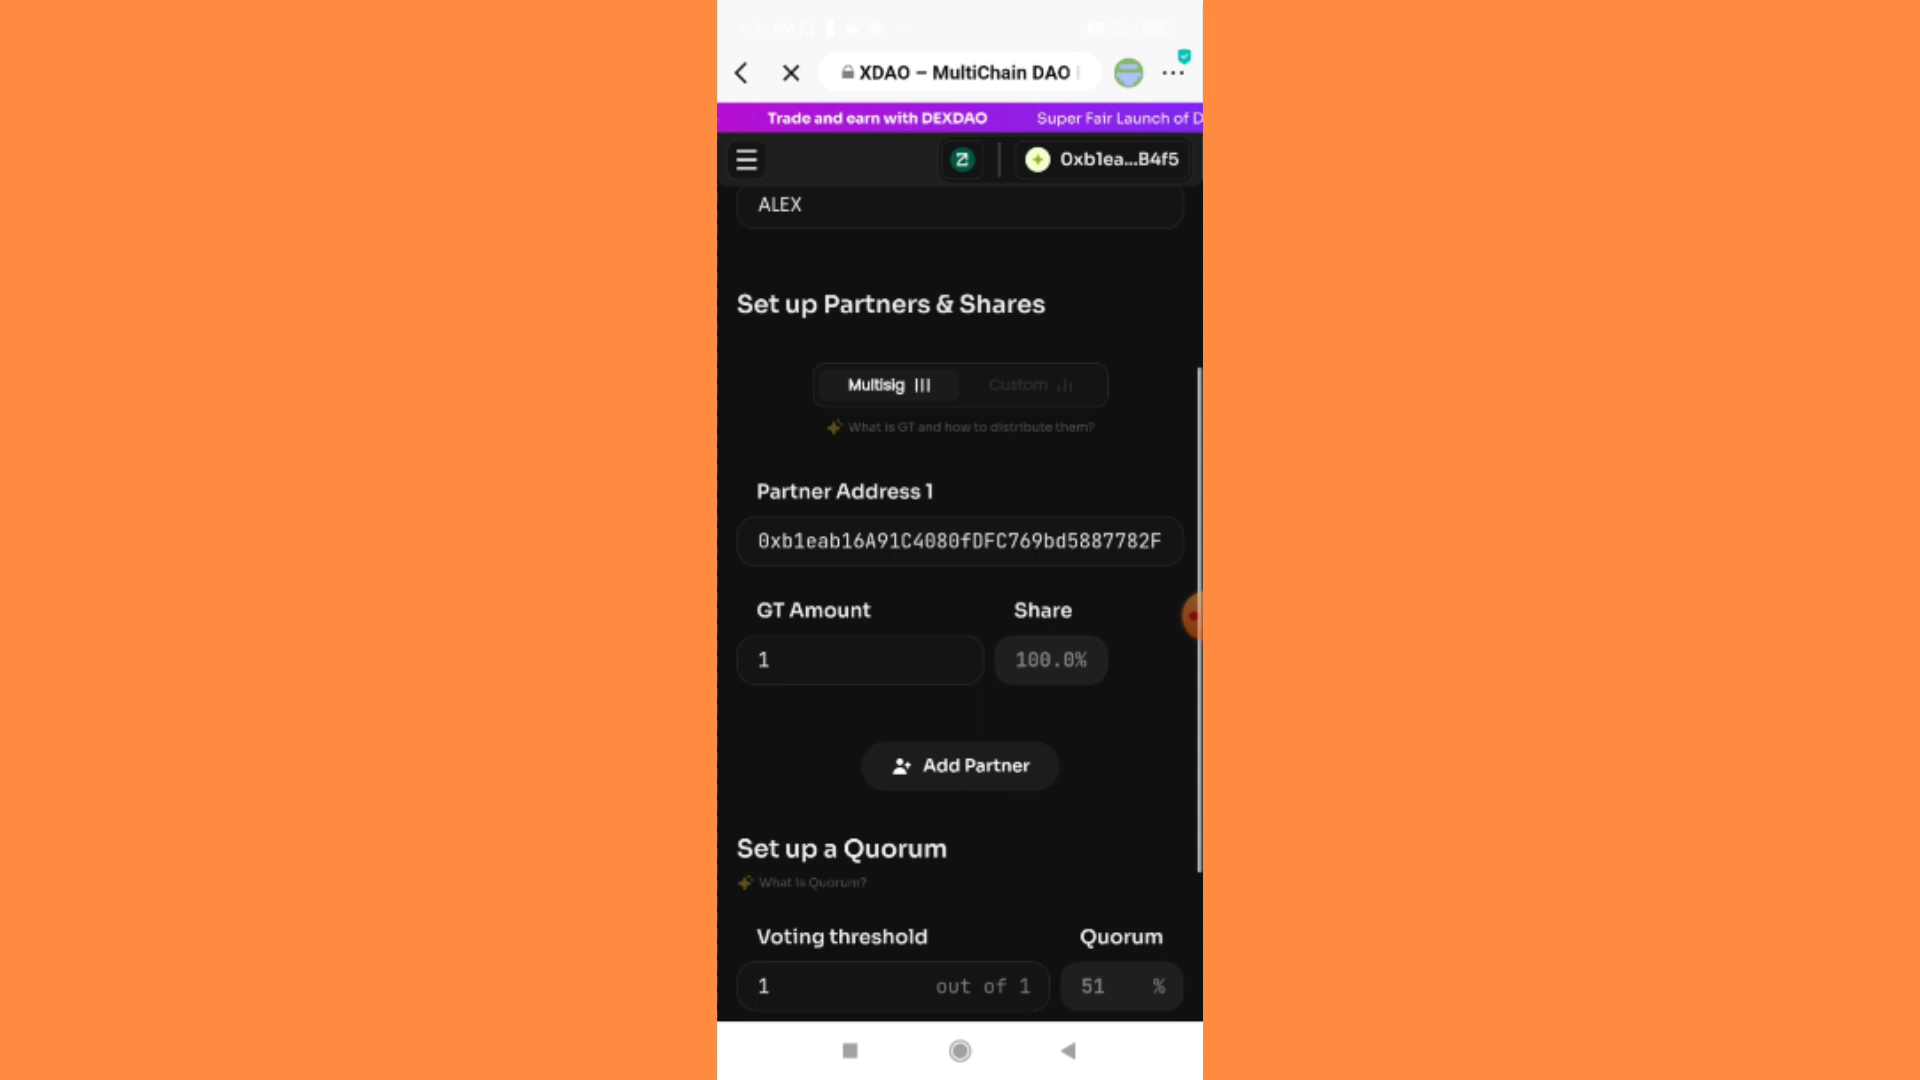 XDAO – MultiChain DAO
Trade and earn with DEXDAO Super Fair Launch of D
0xb1ea...B4f5
ALEX
Set up Partners & Shares
Multisig Custom
What is GT and how to distribute them?
Partner Address 1
0xb1eab16A91C4080fDFC769bd5887782F
GT Amount Share
1 100.0%
Add Partner
Set up a Quorum
What is Quorum?
Voting threshold Quorum
1 out of 1 51 %